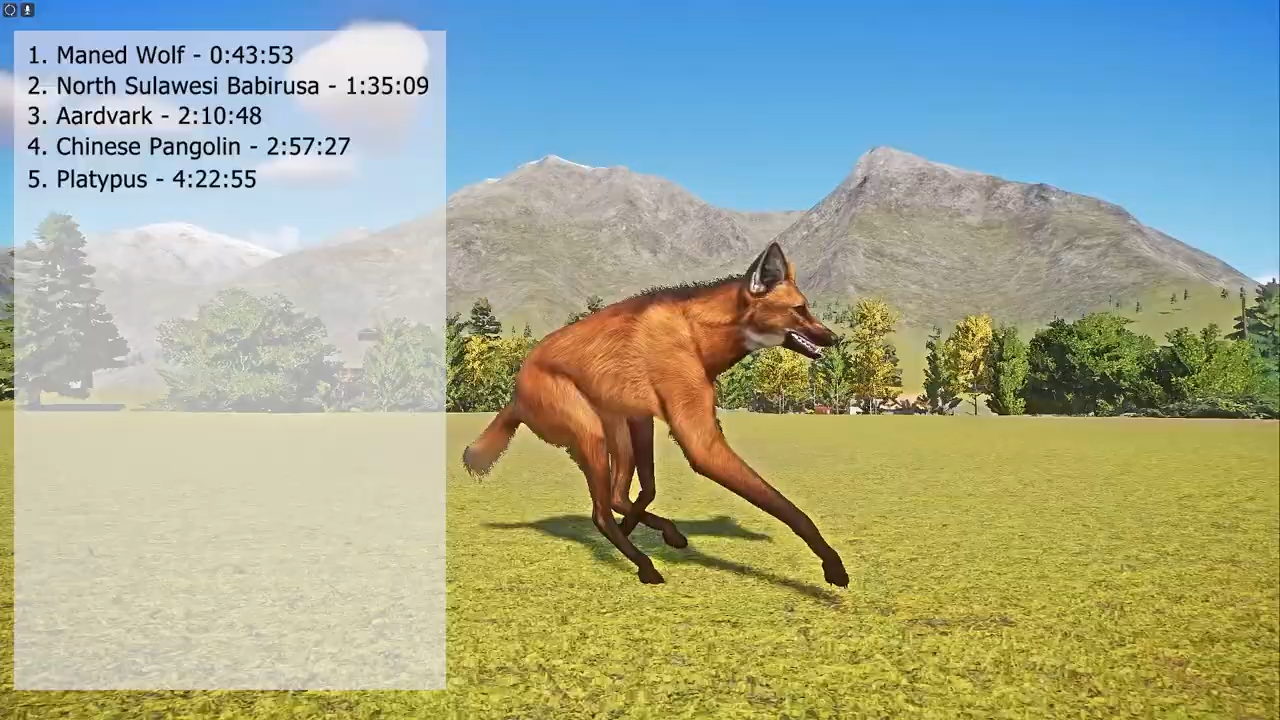 1. Maned Wolf - 0:43:53
2. North Sulawesi Babirusa - 1:35:09
3. Aardvark - 2:10:48
4. Chinese Pangolin - 2:57:27
5. Platypus - 4:22:55